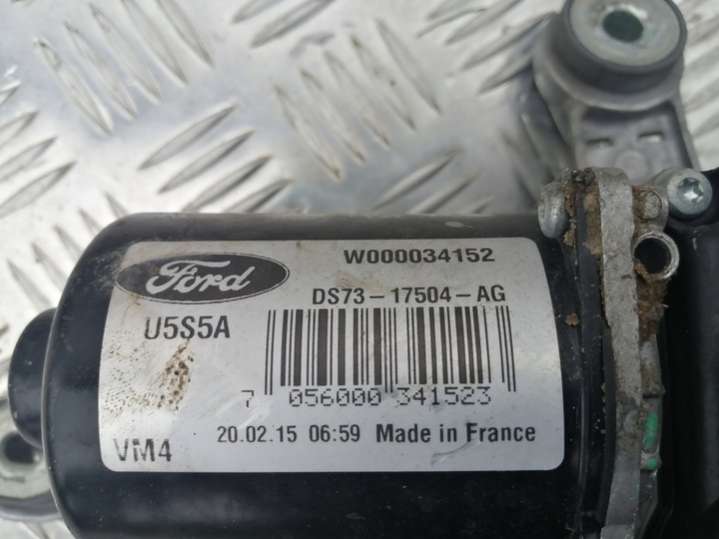 Ford
W000034152
DS73-17504-AG
U5S5A
7 056000 341523
VM4
20.02.15 06:59 Made in France